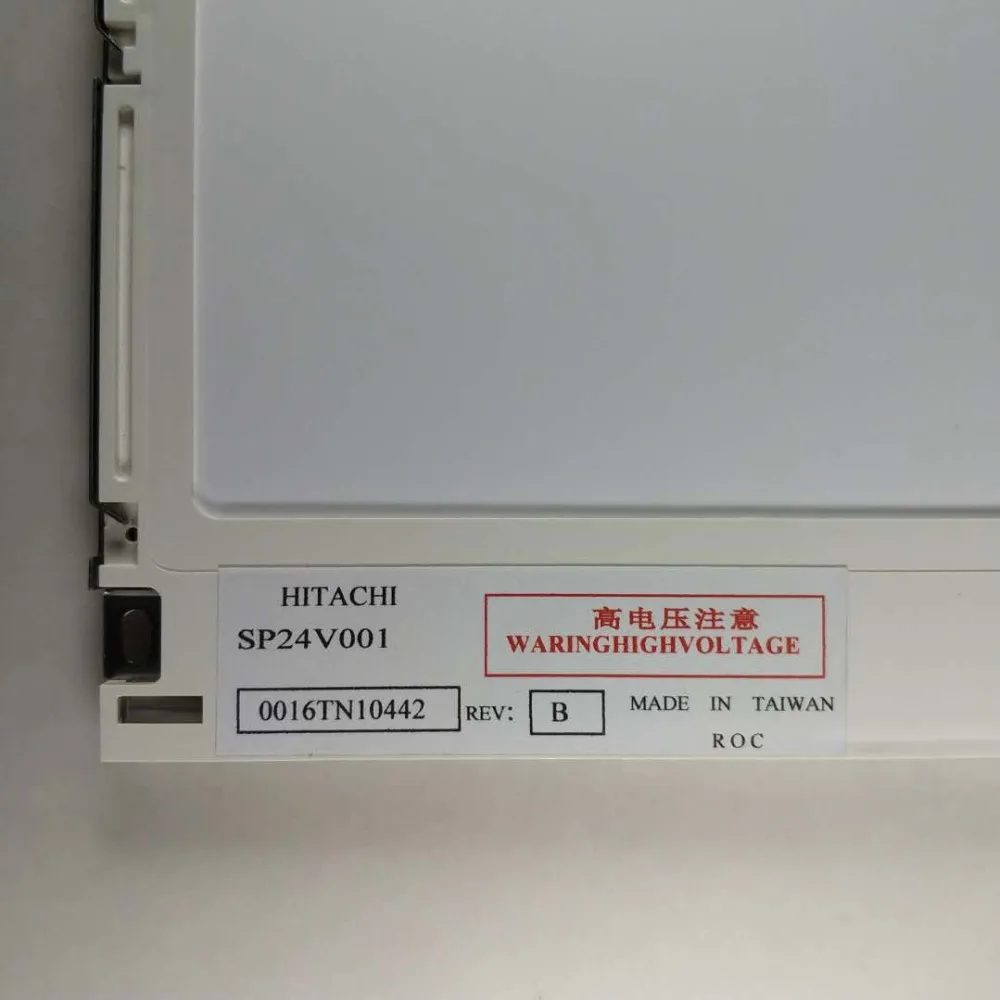 HITACHI
SP24V001
高电压注意
WARINGHIGHVOLTAGE
0016TN10442 REV: B
MADE IN TAIWAN
ROC